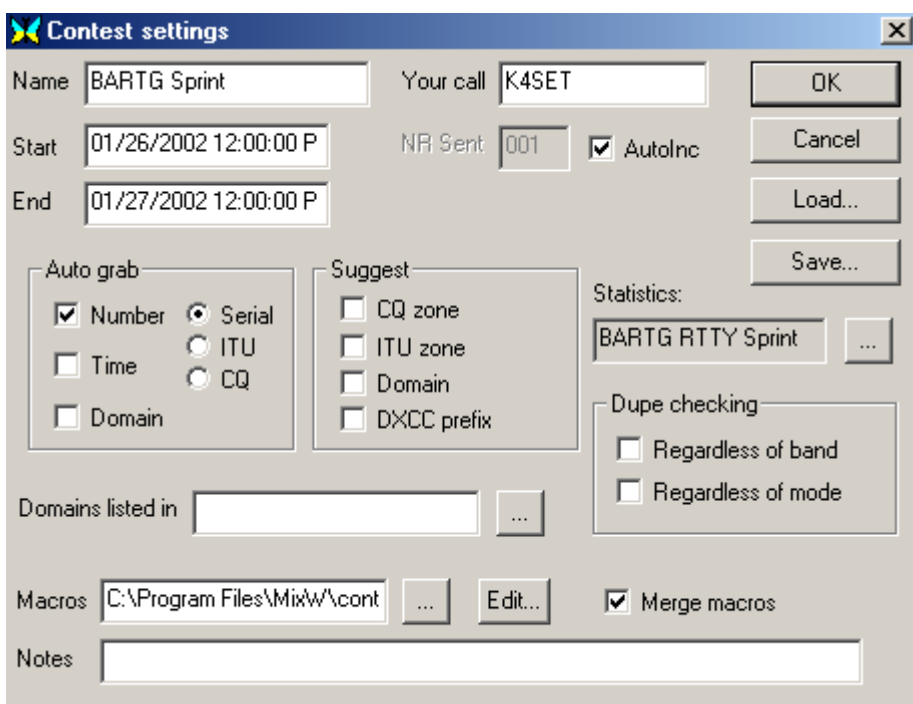 Contest settings
Name BARTG Sprint Your call K4SET OK
Start 01/26/2002 12:00:00 P NR Sent 001 AutoInc Cancel
End 01/27/2002 12:00:00 P Load...
Save...
Auto grab
Number Serial
ITU
Time
CQ
Domain
Suggest
CQ zone
ITU zone
Domain
DXCC prefix
Statistics:
BARTG RTTY Sprint ...
Dupe checking
Regardless of band
Regardless of mode
Domains listed in ...
Macros C:\Program Files\MixW\cont ... Edit... Merge macros
Notes